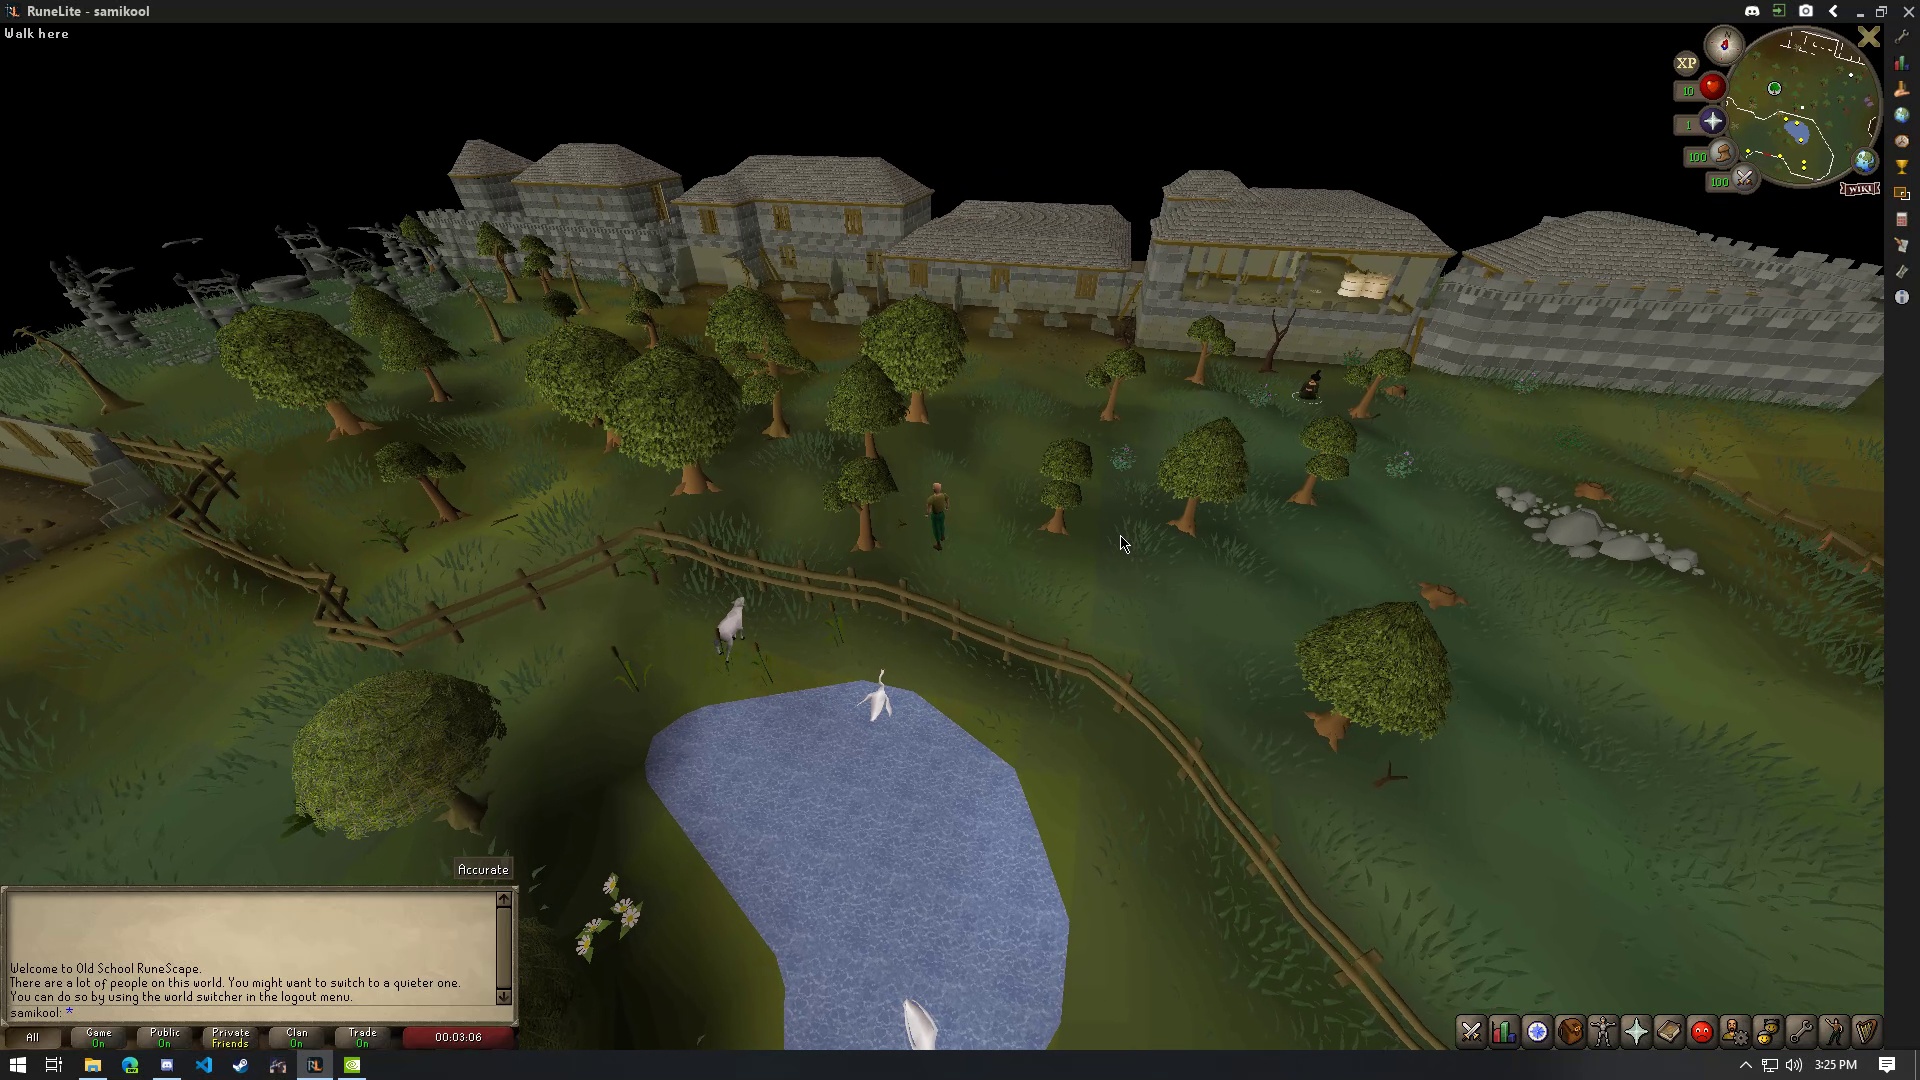 RuneLite - samikool
Walk here
N
XP
10
1
100
100
WIKI
Accurate
Welcome to Old School RuneScape.
There are a lot of people on this world. You might want to switch to a quieter one.
You can do so by using the world switcher in the logout menu.
samikool: *
All
Game
On
Public
On
Private
Friends
Clan
On
Trade
On
00:03:06
3:25 PM